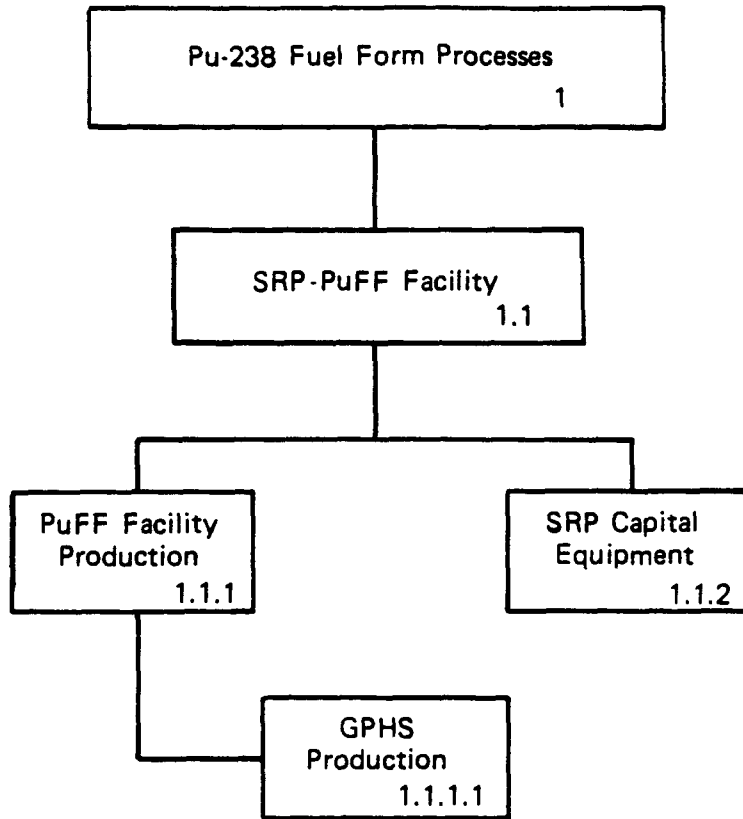 Pu-238 Fuel Form Processes
1
SRP-PuFF Facility
1.1
PuFF Facility
Production
1.1.1
SRP Capital
Equipment
1.1.2
GPHS
Production
1.1.1.1